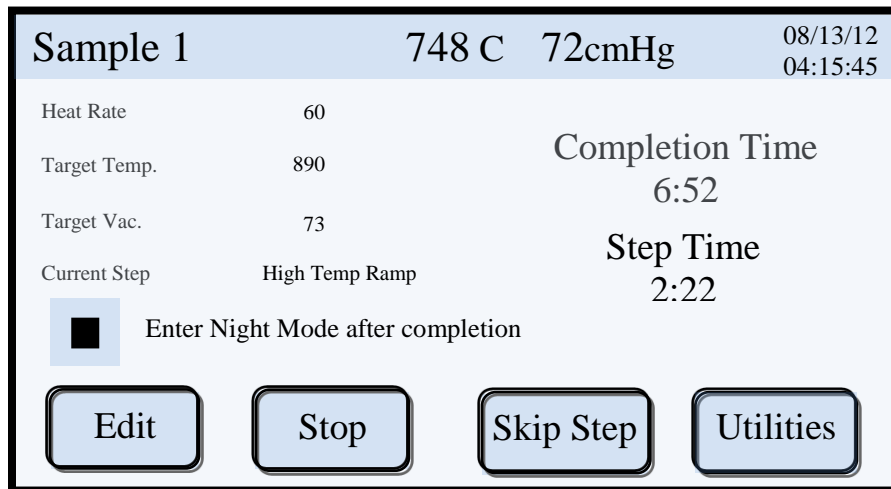 Sample 1 748 C 72cmHg 08/13/12
04:15:45
Heat Rate 60
Target Temp. 890
Target Vac. 73
Current Step High Temp Ramp
Completion Time
6:52
Step Time
2:22
Enter Night Mode after completion
Edit Stop Skip Step Utilities